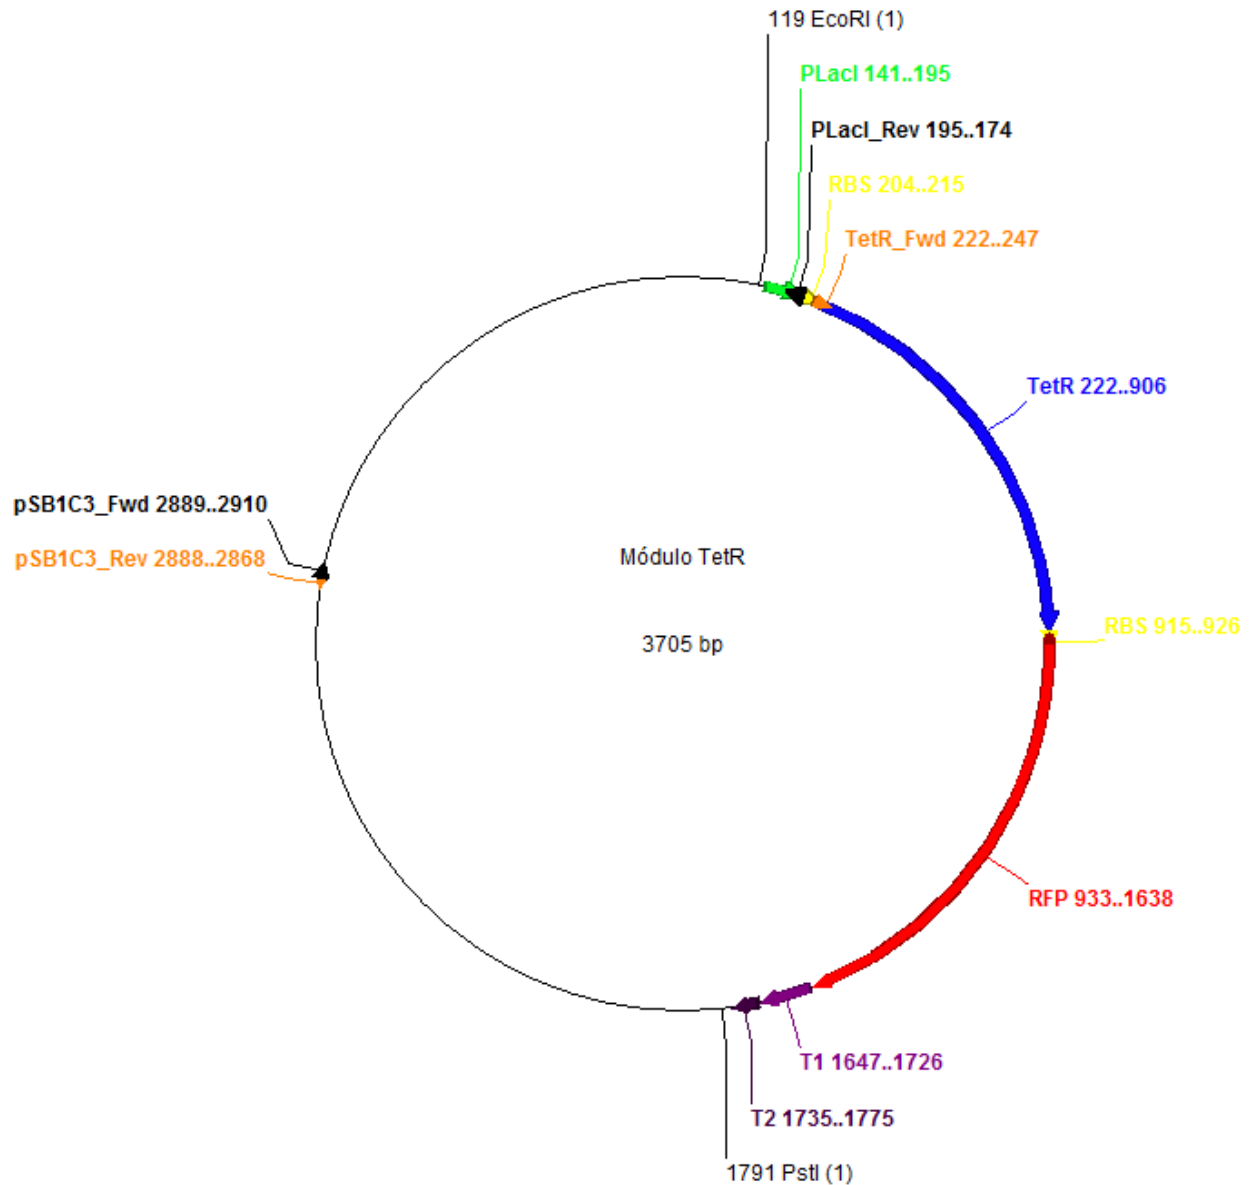 119 EcoRI (1)
PLacI 141..195
PLacI_Rev 195..174
RBS 204..215
TetR_Fwd 222..247
TetR 222..906
pSB1C3_Fwd 2889..2910
pSB1C3_Rev 2888..2868
Módulo TetR
RBS 915..926
3705 bp
RFP 933..1638
T1 1647..1726
T2 1735..1775
1791 PstI (1)